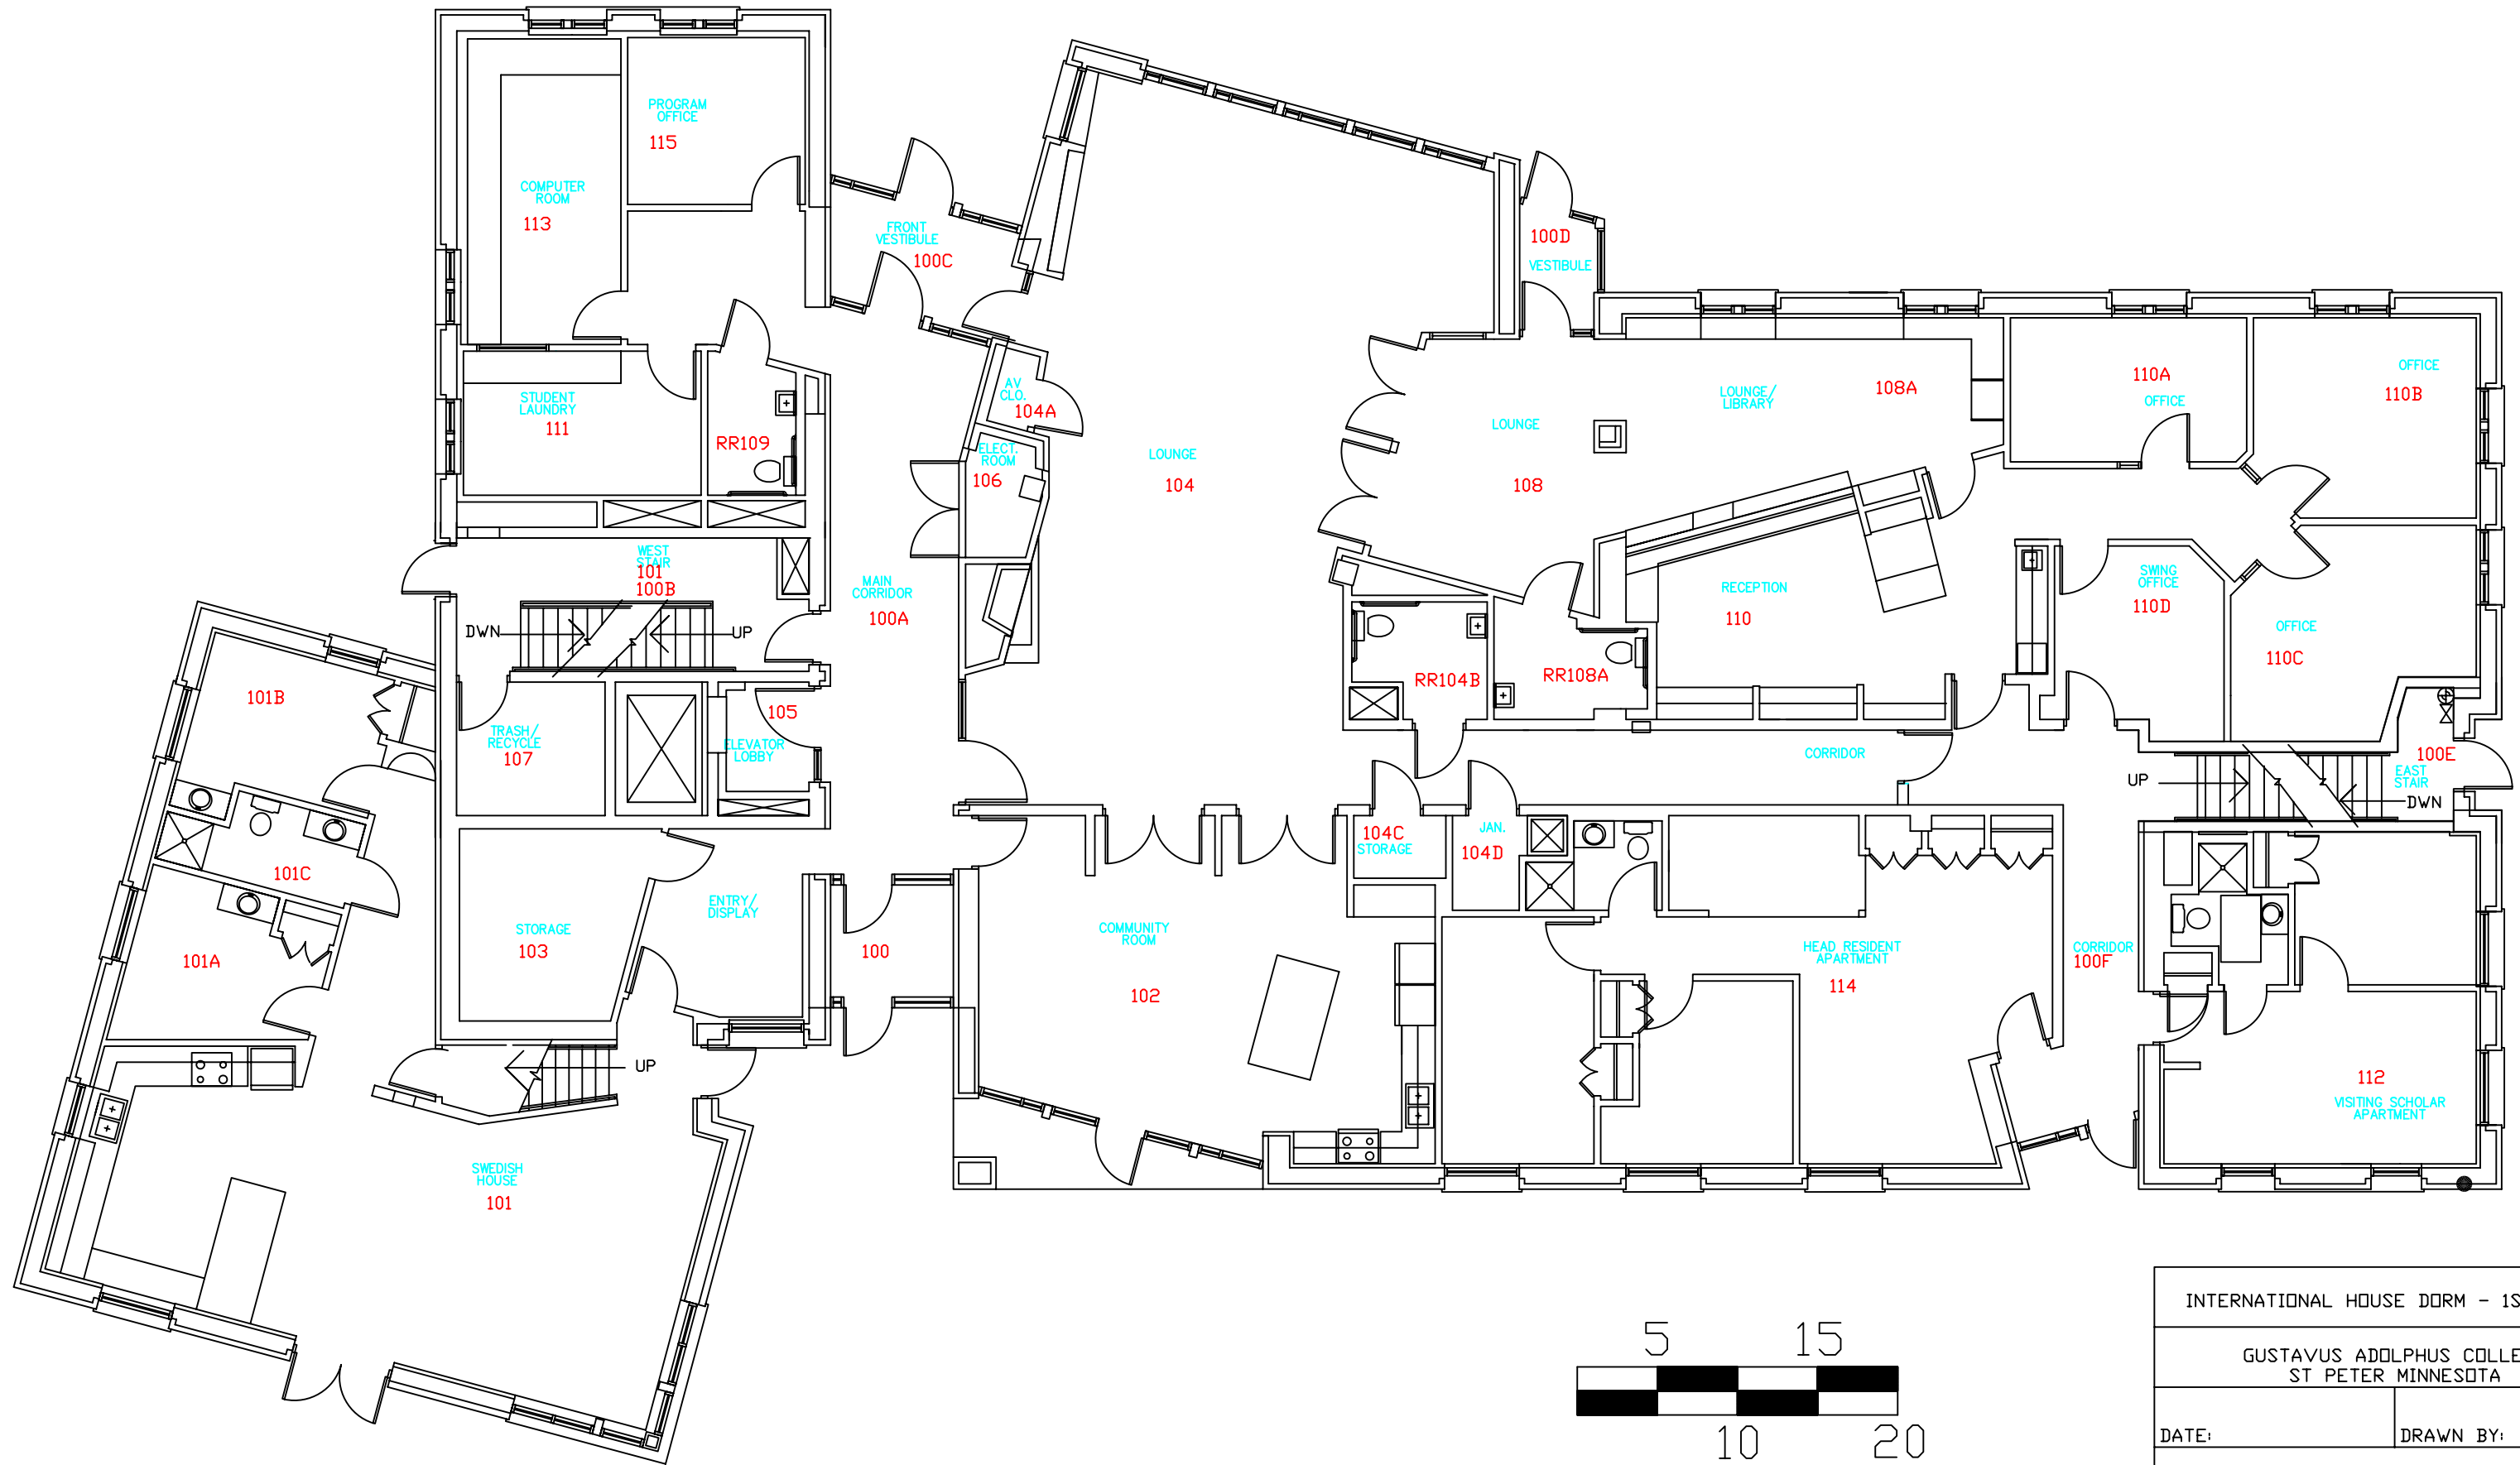 PROGRAM
OFFICE
115
COMPUTER
ROOM
113
FRONT
VESTIBULE
100C
100D
VESTIBULE
STUDENT
LAUNDRY
111
RR109
AV
CLO.
104A
ELECT.
ROOM
106
LOUNGE
104
LOUNGE
108
LOUNGE/
LIBRARY
108A
110A
OFFICE
OFFICE
110B
WEST
STAIR
101
100B
DWN
UP
MAIN
CORRIDOR
100A
RECEPTION
110
SWING
OFFICE
110D
OFFICE
110C
RR104B
RR108A
101B
TRASH/
RECYCLE
107
105
ELEVATOR
LOBBY
CORRIDOR
100E
EAST
STAIR
UP
DWN
101C
104C
STORAGE
JAN.
104D
101A
STORAGE
103
ENTRY/
DISPLAY
100
COMMUNITY
ROOM
102
HEAD RESIDENT
APARTMENT
114
CORRIDOR
100F
UP
112
VISITING SCHOLAR
APARTMENT
SWEDISH
HOUSE
101
5 15
10 20
INTERNATIONAL HOUSE DORM - 1S
GUSTAVUS ADOLPHUS COLLE
ST PETER MINNESOTA
DATE:
DRAWN BY: